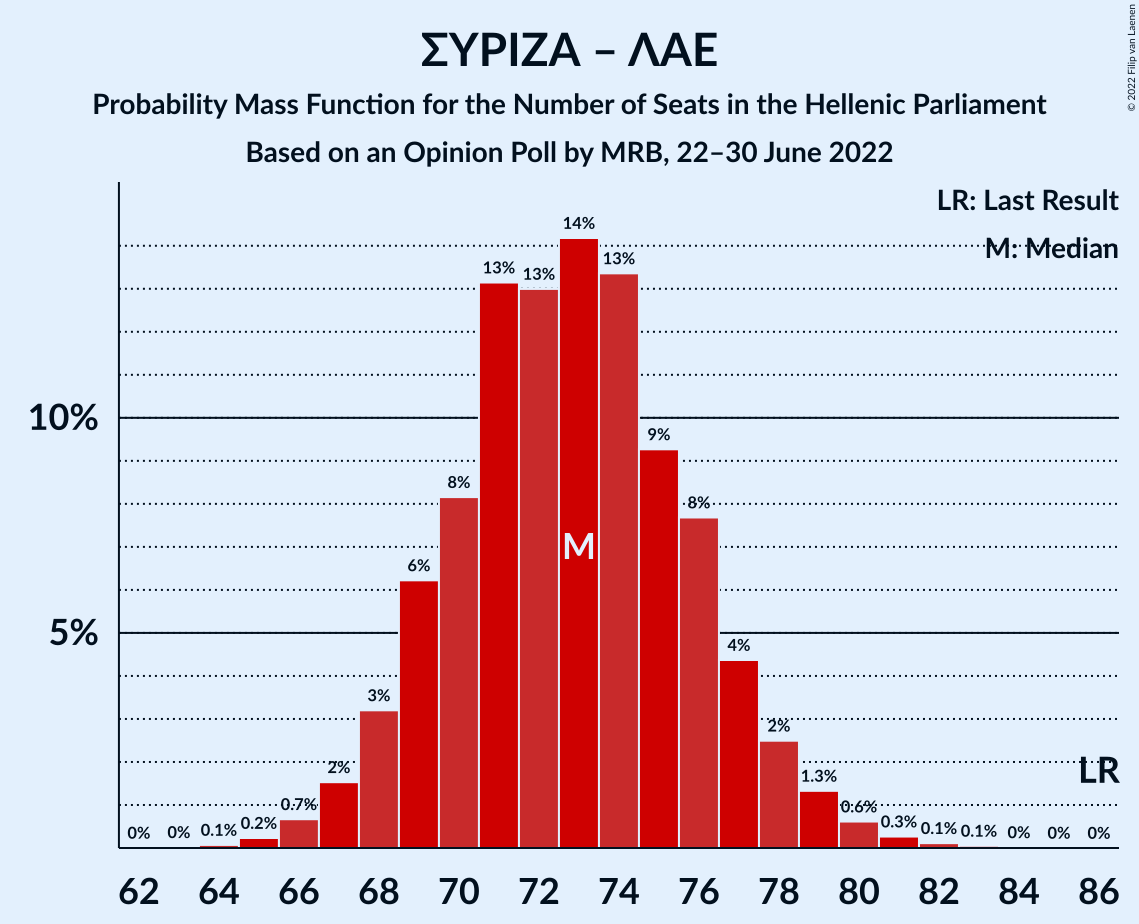 ΣΥΡΙΖΑ – ΛΑΕ
Probability Mass Function for the Number of Seats in the Hellenic Parliament
Based on an Opinion Poll by MRB, 22–30 June 2022
© 2022 Filip van Laenen
LR: Last Result
M: Median
10%
5%
0% 0% 0.1% 0.2% 0.7% 2% 3% 6% 8% 13% 13% 14% 13% 9% 8% 4% 2% 1.3% 0.6% 0.3% 0.1% 0.1% 0% 0% 0%
M
LR
62 64 66 68 70 72 74 76 78 80 82 84 86